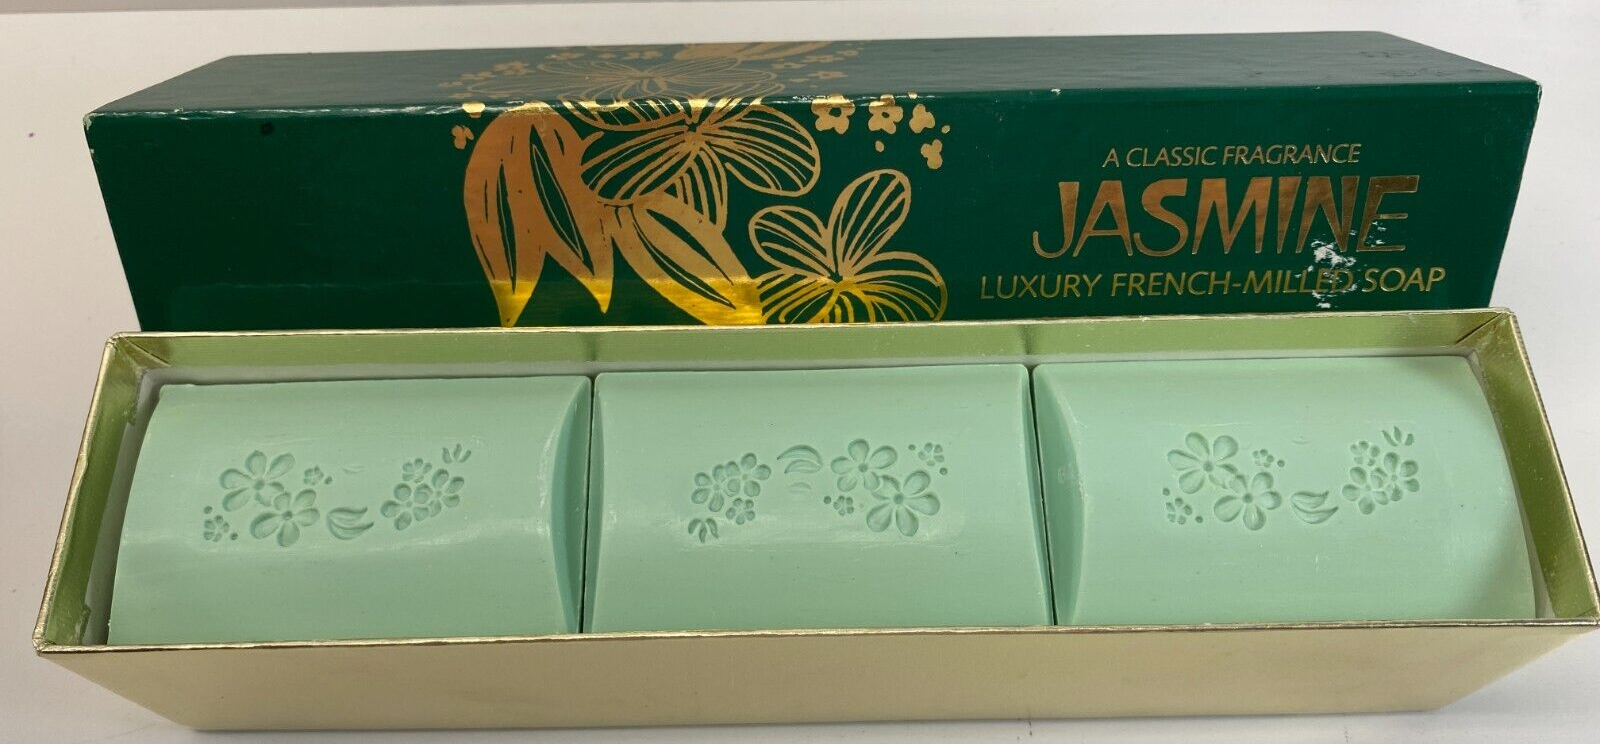 A CLASSIC FRAGRANCE
JASMINE
LUXURY FRENCH-MILLED SOAP